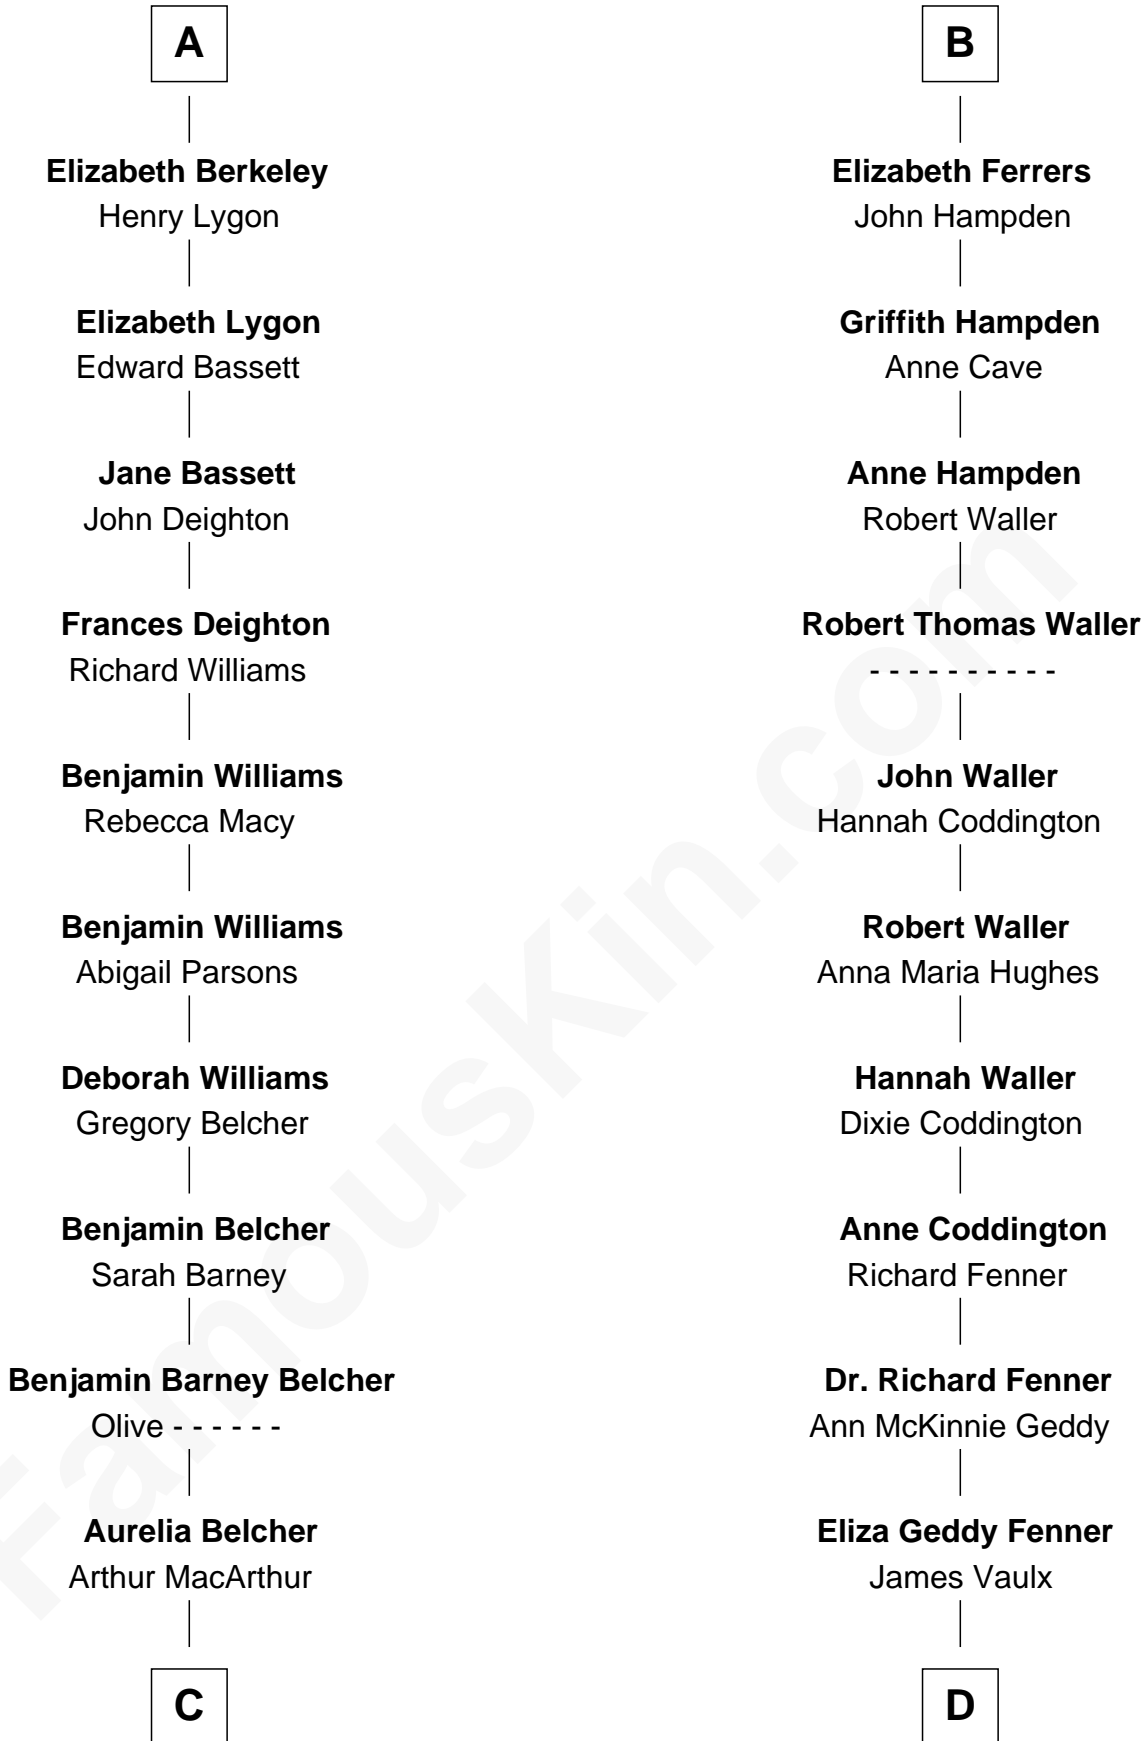 A
Elizabeth Berkeley
Henry Lygon
Elizabeth Lygon
Edward Bassett
Jane Bassett
John Deighton
Frances Deighton
Richard Williams
Benjamin Williams
Rebecca Macy
Benjamin Williams
Abigail Parsons
Deborah Williams
Gregory Belcher
Benjamin Belcher
Sarah Barney
Benjamin Barney Belcher
Olive - - - - - -
Aurelia Belcher
Arthur MacArthur
C
B
Elizabeth Ferrers
John Hampden
Griffith Hampden
Anne Cave
Anne Hampden
Robert Waller
Robert Thomas Waller
- - - - - - - - - -
John Waller
Hannah Coddington
Robert Waller
Anna Maria Hughes
Hannah Waller
Dixie Coddington
Anne Coddington
Richard Fenner
Dr. Richard Fenner
Ann McKinnie Geddy
Eliza Geddy Fenner
James Vaulx
D
FamousKin.com